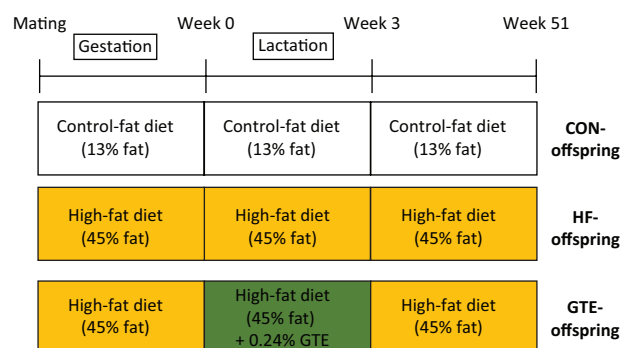 Mating Week 0 Week 3 Week 51
Gestation Lactation
Control-fat diet Control-fat diet Control-fat diet CON-
(13% fat) (13% fat) (13% fat) offspring
High-fat diet High-fat diet High-fat diet HF-
(45% fat) (45% fat) (45% fat) offspring
High-fat diet High-fat diet High-fat diet GTE-
(45% fat) (45% fat) (45% fat) offspring
+ 0.24% GTE